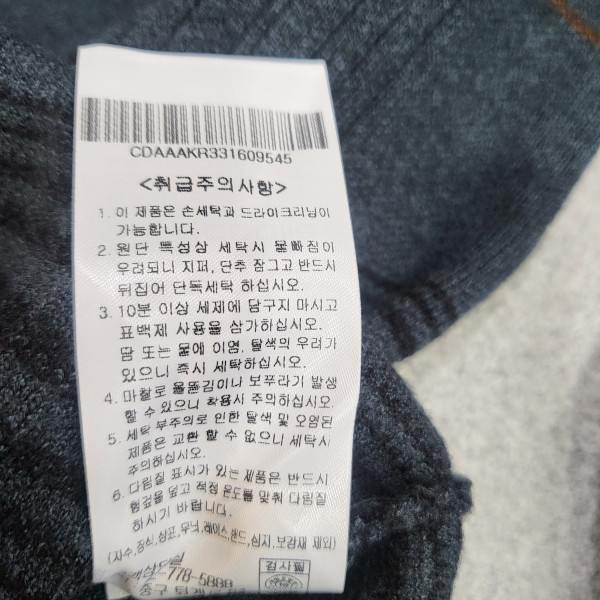 CDAAAKR331609545
<취급주의사항>
1. 이 제품은 손세탁과 드라이크리닝이
가능합니다.
2. 원단 특성상 세탁시 물빠짐이
우려되니 지퍼, 단추 잠그고 반드시
뒤집어 단독세탁 하십시오.
3. 10분 이상 세제에 담구지 마시고
표백제 사용을 삼가하십시오.
땀 또는 물에 이염, 탈색의 우려가
있으니 즉시 세탁하십시오.
4. 마찰로 올뜯김이나 보푸라기 발생
할 수 있으니 착용시 주의하십시오.
5. 세탁 부주의로 인한 탈색 및 오염된
제품은 교환 할 수 없으니 세탁시
주의하십시오.
6. 다림질 표시가 있는 제품은 반드시
헝겊을 덮고 적정 온도를 맞춰 다림질
하시기 바랍니다.
(자수,장식,상표,무늬,레이스,밴드,심지,보강재 제외)
778-5888
검사필
중구